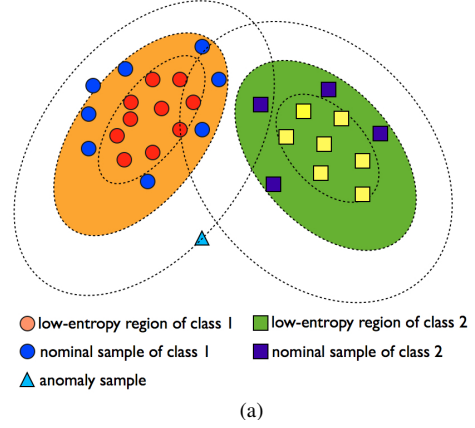 low-entropy region of class 1
low-entropy region of class 2
nominal sample of class 1
nominal sample of class 2
anomaly sample
(a)